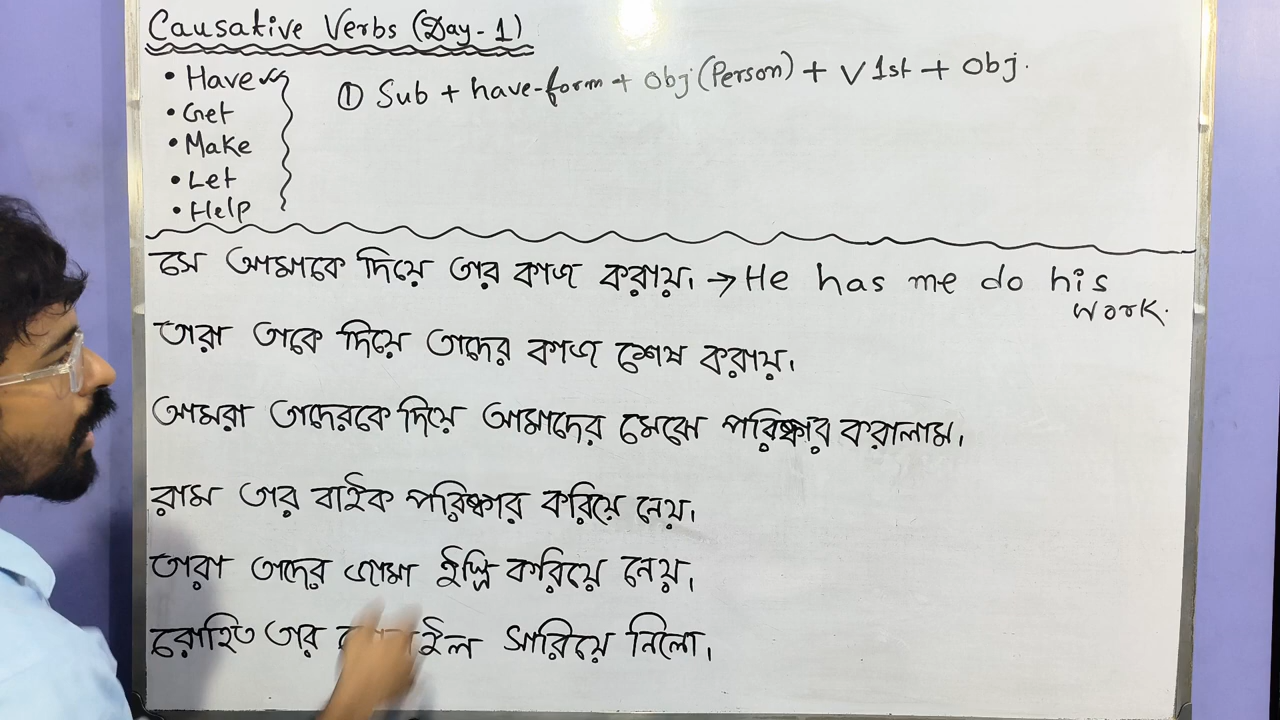 Causative Verbs (Day-1)
• Have
• Get
• Make
• Let
• Help
① Sub + have-form + Obj (Person) + V 1st + Obj.
সে আমাকে দিয়ে তার কাজ করায়। → He has me do his work.
তারা তাকে দিয়ে তাদের কাজ শেষ করায়।
আমরা তাদেরকে দিয়ে আমাদের মেঝে পরিষ্কার করালাম।
রাম তার বাইক পরিষ্কার করিয়ে নেয়।
তারা তাদের জামা ইস্ত্রি করিয়ে নেয়।
রোহিত তার সারিয়ে নিলো।